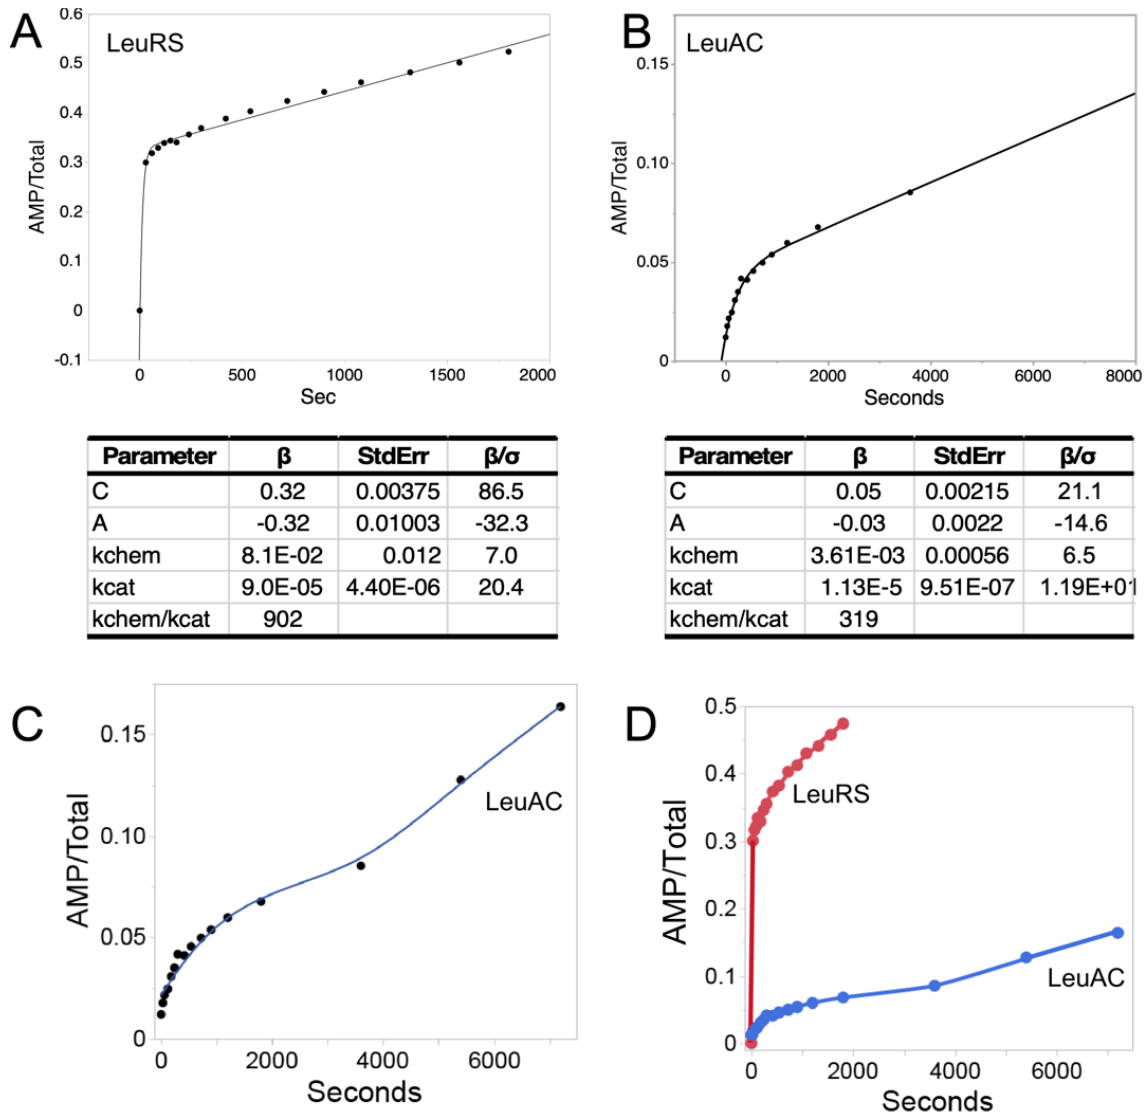 A
LeuRS
0.6
0.5
0.4
0.3
0.2
0.1
0
-0.1
AMP/Total
0 500 1000 1500 2000
Sec
B
LeuAC
0.15
0.10
0.05
0
AMP/Total
0 2000 4000 6000 8000
Seconds
Parameter β StdErr β/σ
C 0.32 0.00375 86.5
A -0.32 0.01003 -32.3
kchem 8.1E-02 0.012 7.0
kcat 9.0E-05 4.40E-06 20.4
kchem/kcat 902
Parameter β StdErr β/σ
C 0.05 0.00215 21.1
A -0.03 0.0022 -14.6
kchem 3.61E-03 0.00056 6.5
kcat 1.13E-5 9.51E-07 1.19E+01
kchem/kcat 319
C
0.15
0.10
0.05
0
AMP/Total
LeuAC
0 2000 4000 6000
Seconds
D
0.5
0.4
0.3
0.2
0.1
0
AMP/Total
LeuRS
LeuAC
0 2000 4000 6000
Seconds